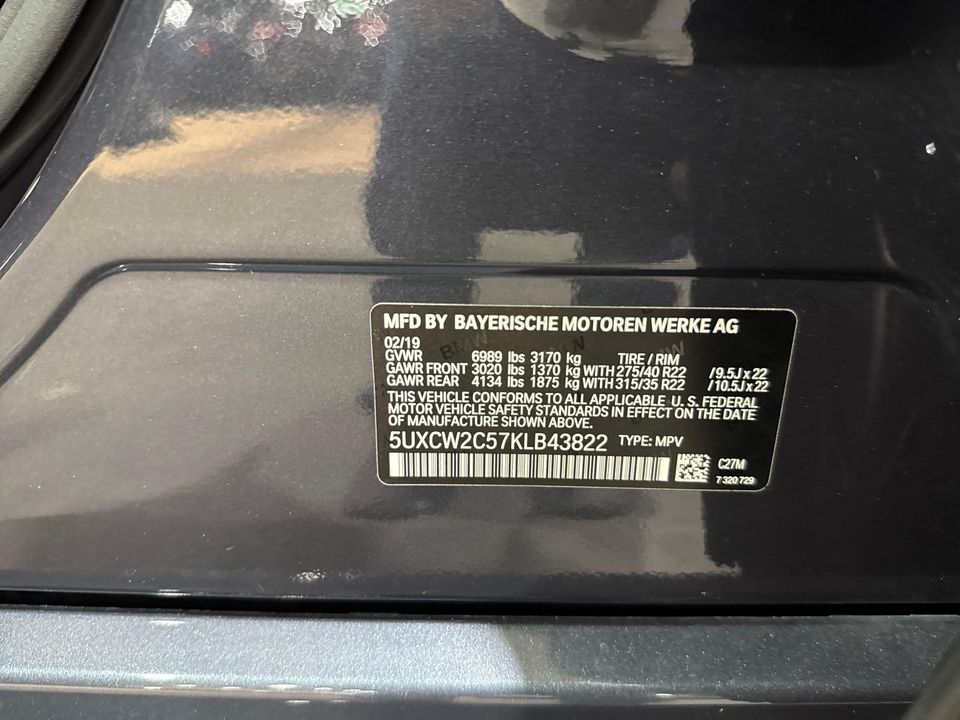 MFD BY BAYERISCHE MOTOREN WERKE AG
02/19
GVWR 6989 lbs 3170 kg TIRE / RIM
GAWR FRONT 3020 lbs 1370 kg WITH 275/40 R22 /9.5J x 22
GAWR REAR 4134 lbs 1875 kg WITH 315/35 R22 /10.5J x 22
THIS VEHICLE CONFORMS TO ALL APPLICABLE U.S. FEDERAL
MOTOR VEHICLE SAFETY STANDARDS IN EFFECT ON THE DATE
OF MANUFACTURE SHOWN ABOVE.
5UXCW2C57KLB43822 TYPE: MPV
C27M
7 320 729